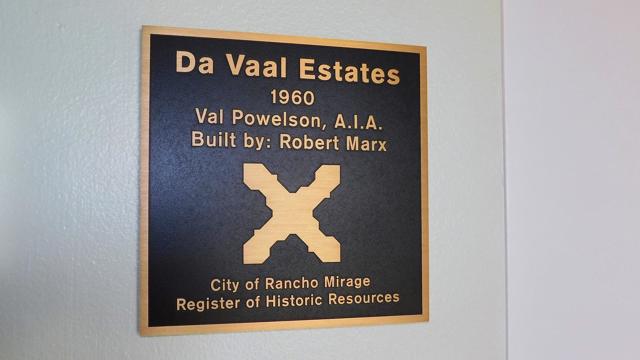 Da Vaal Estates
1960
Val Powelson, A.I.A.
Built by: Robert Marx
City of Rancho Mirage
Register of Historic Resources